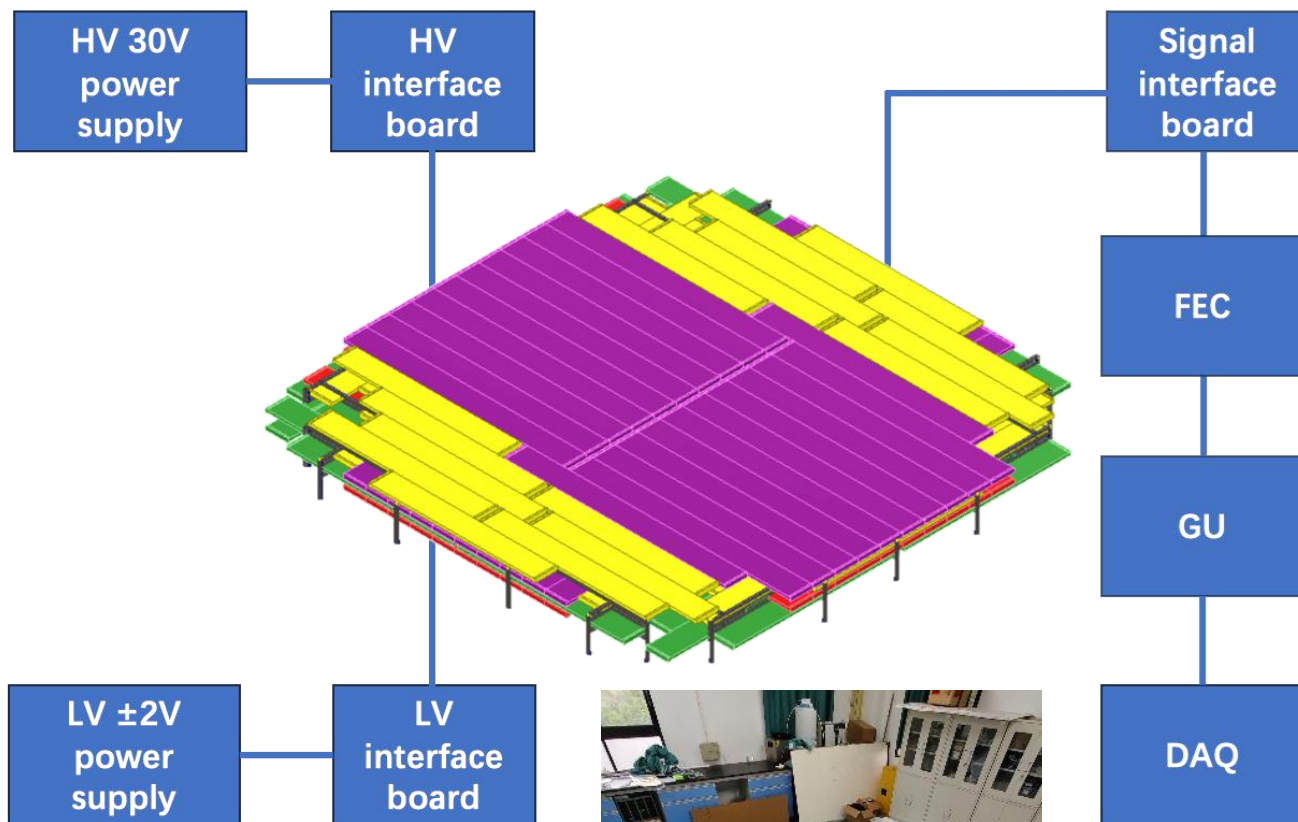 HV 30V
power
supply
HV
interface
board
Signal
interface
board
FEC
GU
LV ±2V
power
supply
LV
interface
board
DAQ